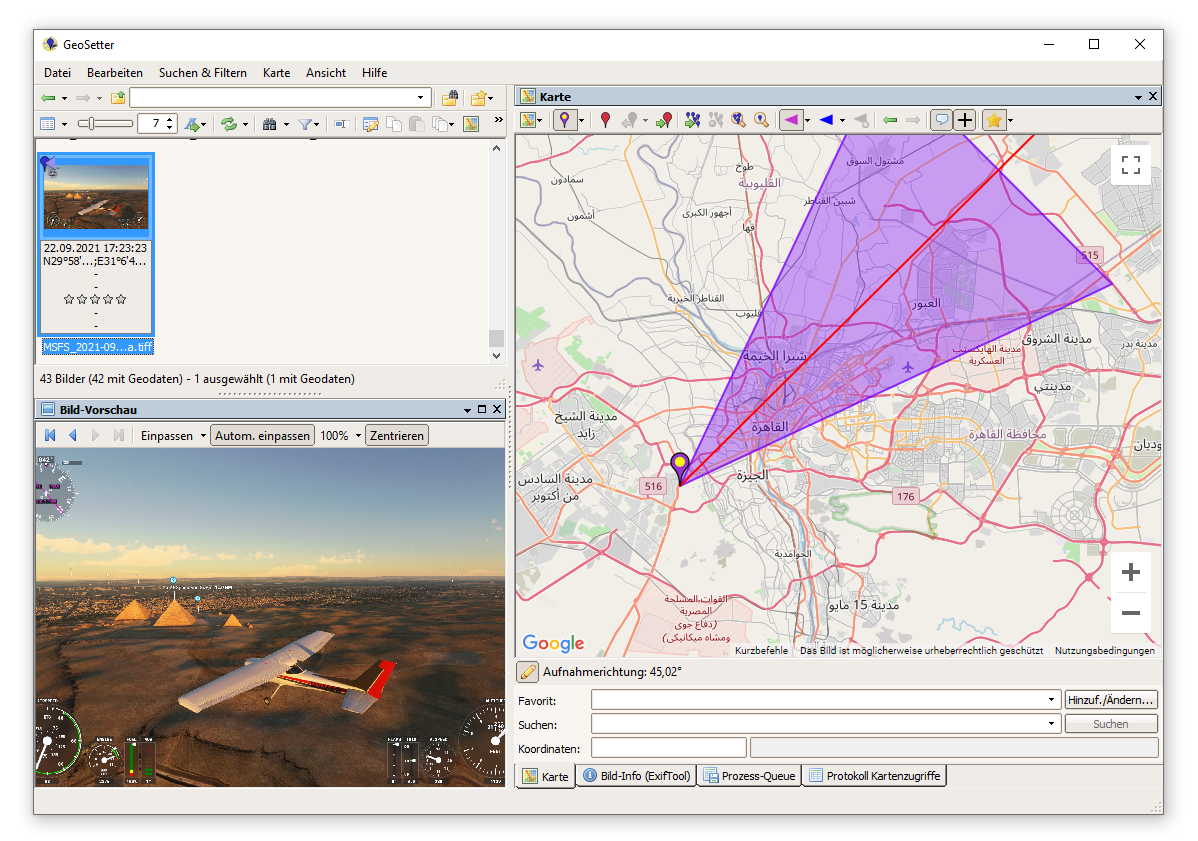 GeoSetter
Datei Bearbeiten Suchen & Filtern Karte Ansicht Hilfe
7
22.09.2021 17:23:23
N29°58'...;E31°6'4...
-
-
-
-
MSFS_2021-09...a.tiff
43 Bilder (42 mit Geodaten) - 1 ausgewählt (1 mit Geodaten)
Bild-Vorschau
Einpassen Autom. einpassen 100% Zentrieren
Karte
مشتول السوق
طوخ
سمادون
القليوبية
شبين القناطر
أشمون
أجهور الكبرى
قها
515
القناطر الخيرية
العبور
قليوب
مدينة الشروق
مدينة بدر
شبرا الخيمة
مدينة الهايكستب
العسكرية
مدينتي
مدينة الشيخ
زايد
القاهرة
محافظة القاهرة
الجيزة
مدينة السادس
من أكتوبر
516
176
الحوامدية
القوات المسلحة
المصرية
(دفاع جوى
ومشاه ميكانيكى)
مدينة 15 مايو
Google
Kurzbefehle Das Bild ist möglicherweise urheberrechtlich geschützt Nutzungsbedingungen
Aufnahmerichtung: 45,02°
Favorit: Hinzuf./Ändern...
Suchen: Suchen
Koordinaten:
Karte Bild-Info (ExifTool) Prozess-Queue Protokoll Kartenzugriffe